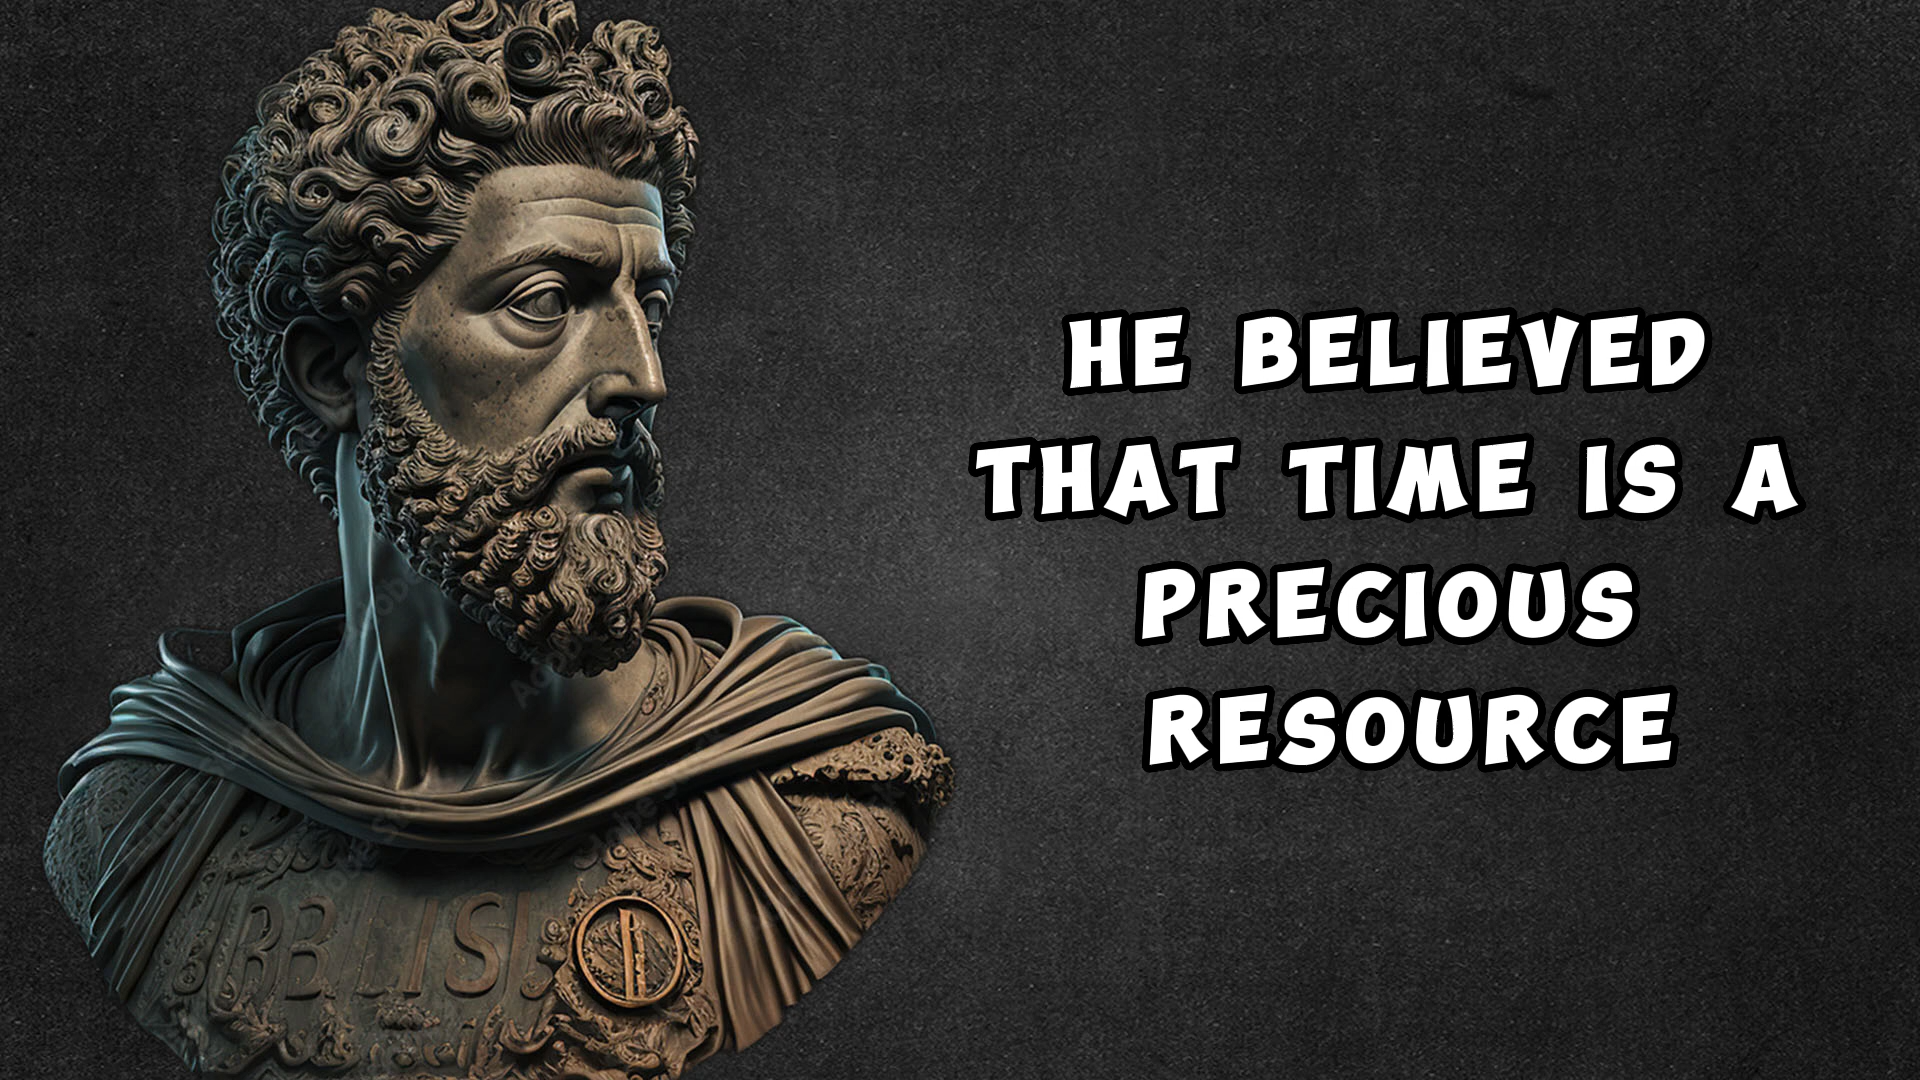 HE BELIEVED
THAT TIME IS A
PRECIOUS
RESOURCE